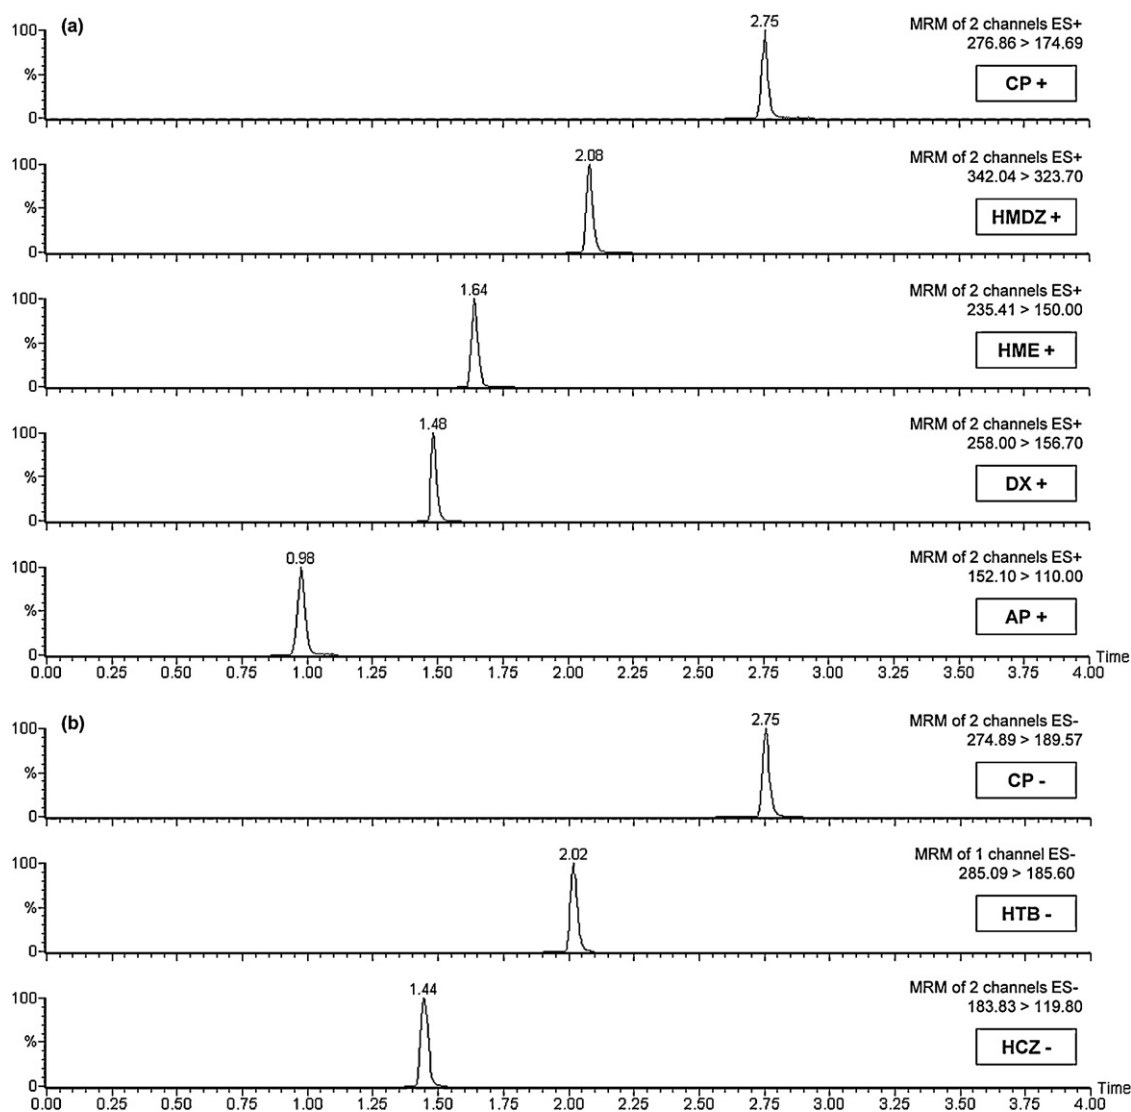 (a)
100
%
0
2.75
MRM of 2 channels ES+
276.86 > 174.69
CP +
100
%
0
2.08
MRM of 2 channels ES+
342.04 > 323.70
HMDZ +
100
%
0
1.64
MRM of 2 channels ES+
235.41 > 150.00
HME +
100
%
0
1.48
MRM of 2 channels ES+
258.00 > 156.70
DX +
100
%
0
0.98
MRM of 2 channels ES+
152.10 > 110.00
AP +
Time
0.00 0.25 0.50 0.75 1.00 1.25 1.50 1.75 2.00 2.25 2.50 2.75 3.00 3.25 3.50 3.75 4.00
(b)
100
%
0
2.75
MRM of 2 channels ES-
274.89 > 189.57
CP -
100
%
0
2.02
MRM of 1 channel ES-
285.09 > 185.60
HTB -
100
%
0
1.44
MRM of 2 channels ES-
183.83 > 119.80
HCZ -
Time
0.00 0.25 0.50 0.75 1.00 1.25 1.50 1.75 2.00 2.25 2.50 2.75 3.00 3.25 3.50 3.75 4.00